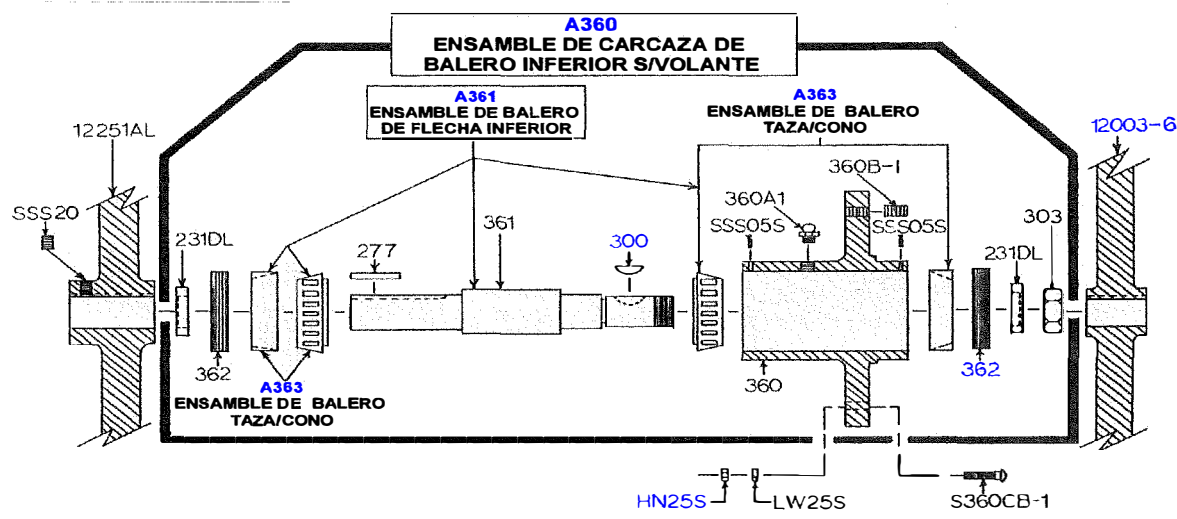 A360
ENSAMBLE DE CARCAZA DE
BALERO INFERIOR S/VOLANTE
A361
ENSAMBLE DE BALERO
DE FLECHA INFERIOR
A363
ENSAMBLE DE BALERO
TAZA/CONO
12251AL
12003-6
360B-1
SSS20
360A1
SSS05S
SSS05S
303
231DL
277
361
300
231DL
362
A363
ENSAMBLE DE BALERO
TAZA/CONO
360
362
HN25S
LW25S
S360CB-1